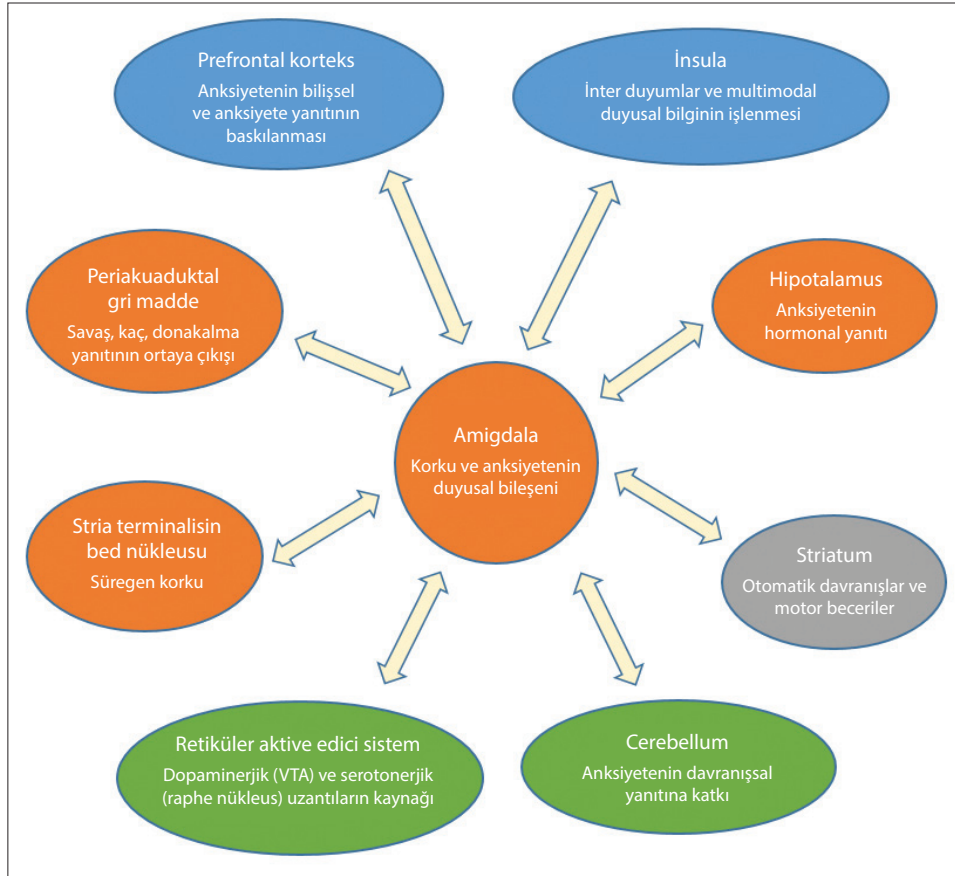 Prefrontal korteks
Anksiyetenin bilişsel
ve anksiyete yanıtının
baskılanması
İnsula
İnter duyumlar ve multimodal
duyusal bilginin işlenmesi
Periakuaduktal
gri madde
Savaş, kaç, donakalma
yanıtının ortaya çıkışı
Hipotalamus
Anksiyetenin
hormonal yanıtı
Amigdala
Korku ve anksiyetenin
duyusal bileşeni
Stria terminalisin
bed nükleusu
Süregen korku
Striatum
Otomatik davranışlar ve
motor beceriler
Retiküler aktive edici sistem
Dopaminerjik (VTA) ve serotonerjik
(raphe nükleus) uzantıların kaynağı
Cerebellum
Anksiyetenin davranışsal
yanıtına katkı